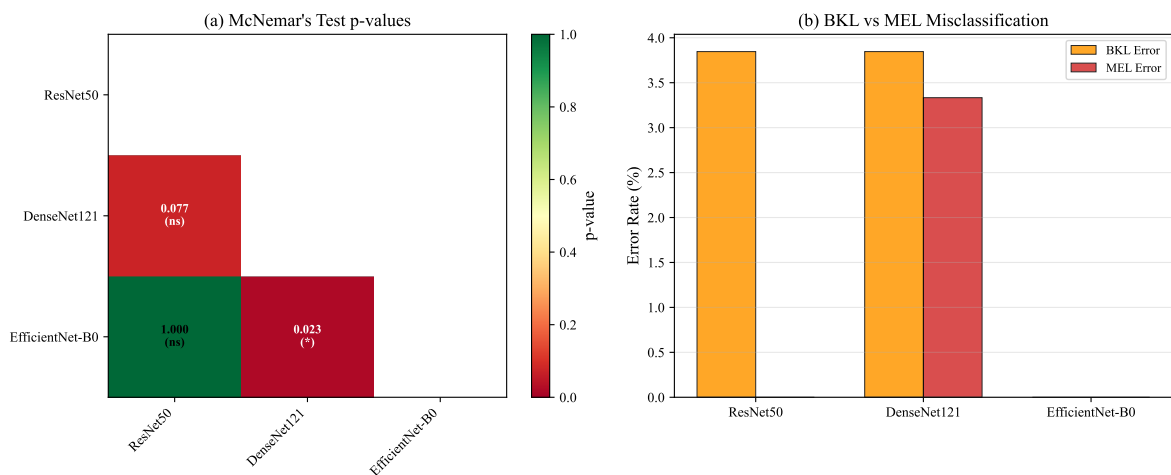 (a) McNemar's Test p-values
ResNet50
DenseNet121
EfficientNet-B0
0.077
(ns)
1.000
(ns)
0.023
(*)
ResNet50
DenseNet121
EfficientNet-B0
1.0
0.8
0.6
0.4
0.2
0.0
p-value
(b) BKL vs MEL Misclassification
BKL Error
MEL Error
Error Rate (%)
4.0
3.5
3.0
2.5
2.0
1.5
1.0
0.5
0.0
ResNet50
DenseNet121
EfficientNet-B0